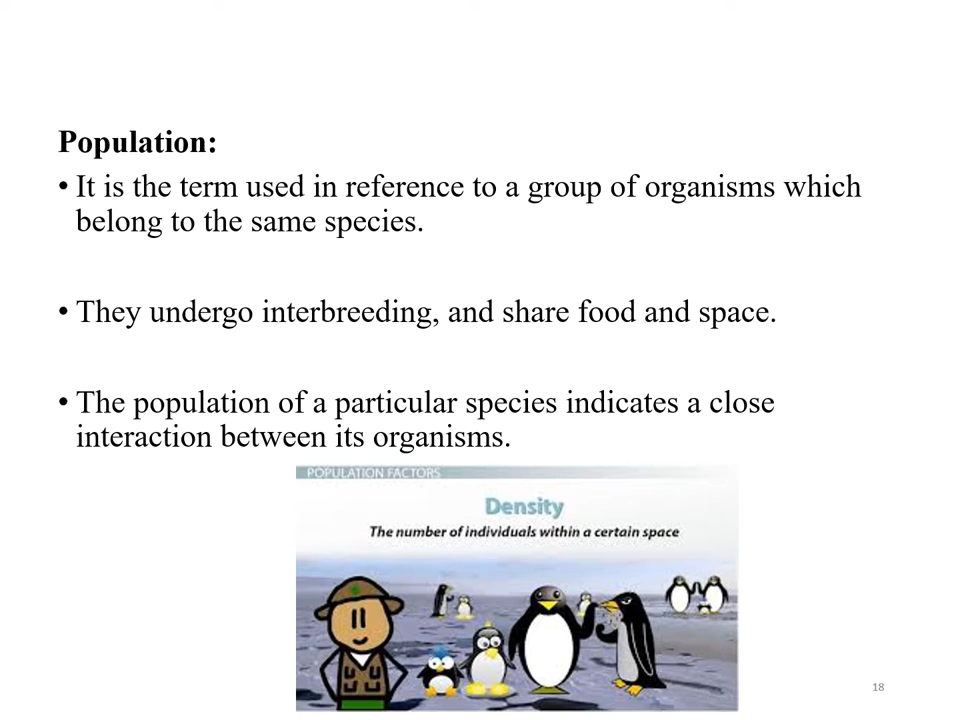 Population:
• It is the term used in reference to a group of organisms which
belong to the same species.
• They undergo interbreeding, and share food and space.
• The population of a particular species indicates a close
interaction between its organisms.
POPULATION FACTORS
Density
The number of individuals within a certain space
18